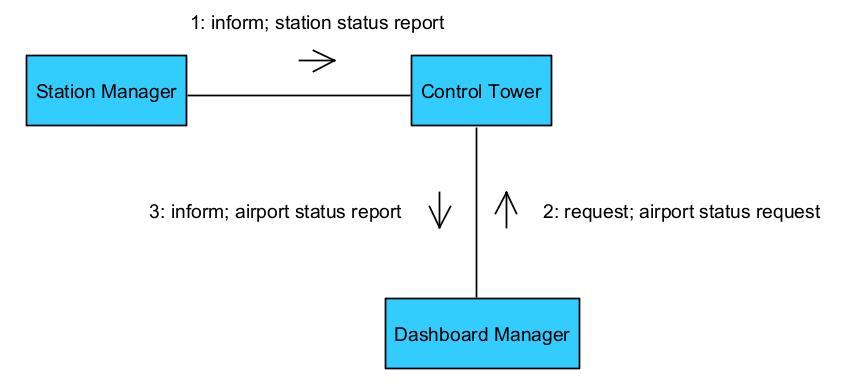 1: inform; station status report
Station Manager
Control Tower
3: inform; airport status report
2: request; airport status request
Dashboard Manager